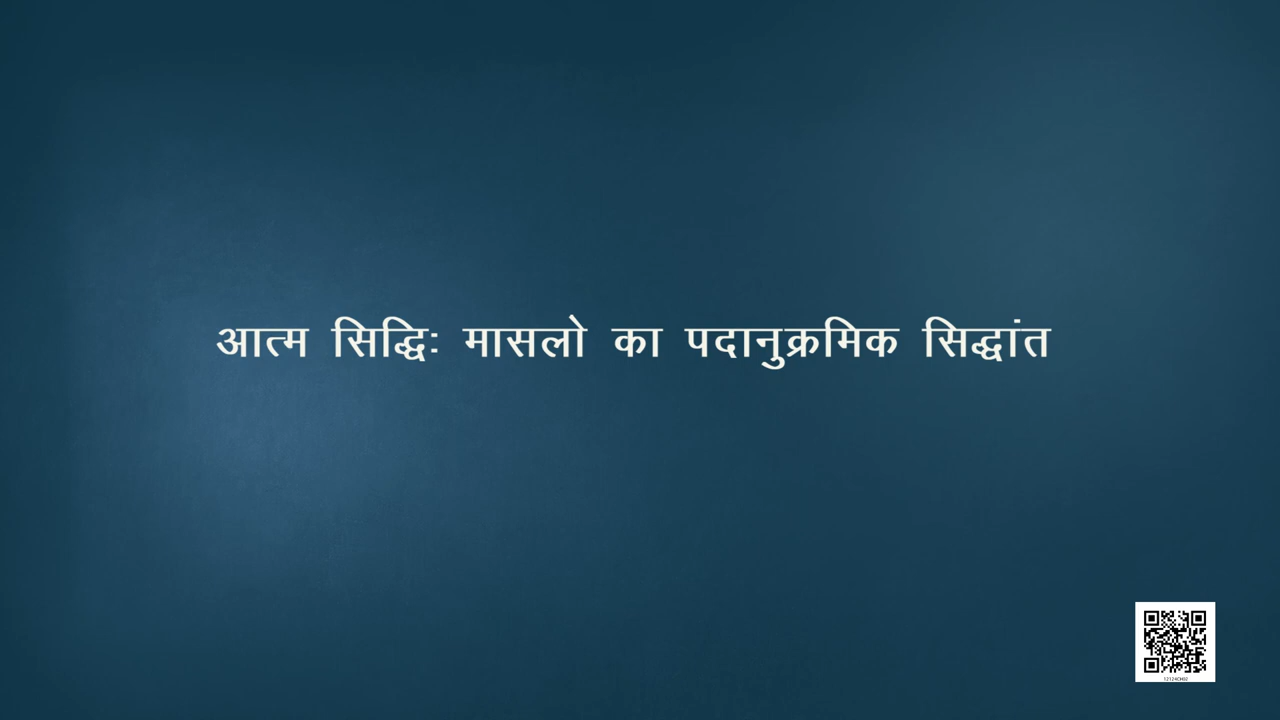 आत्म सिद्धिः मासलो का पदानुक्रमिक सिद्धांत